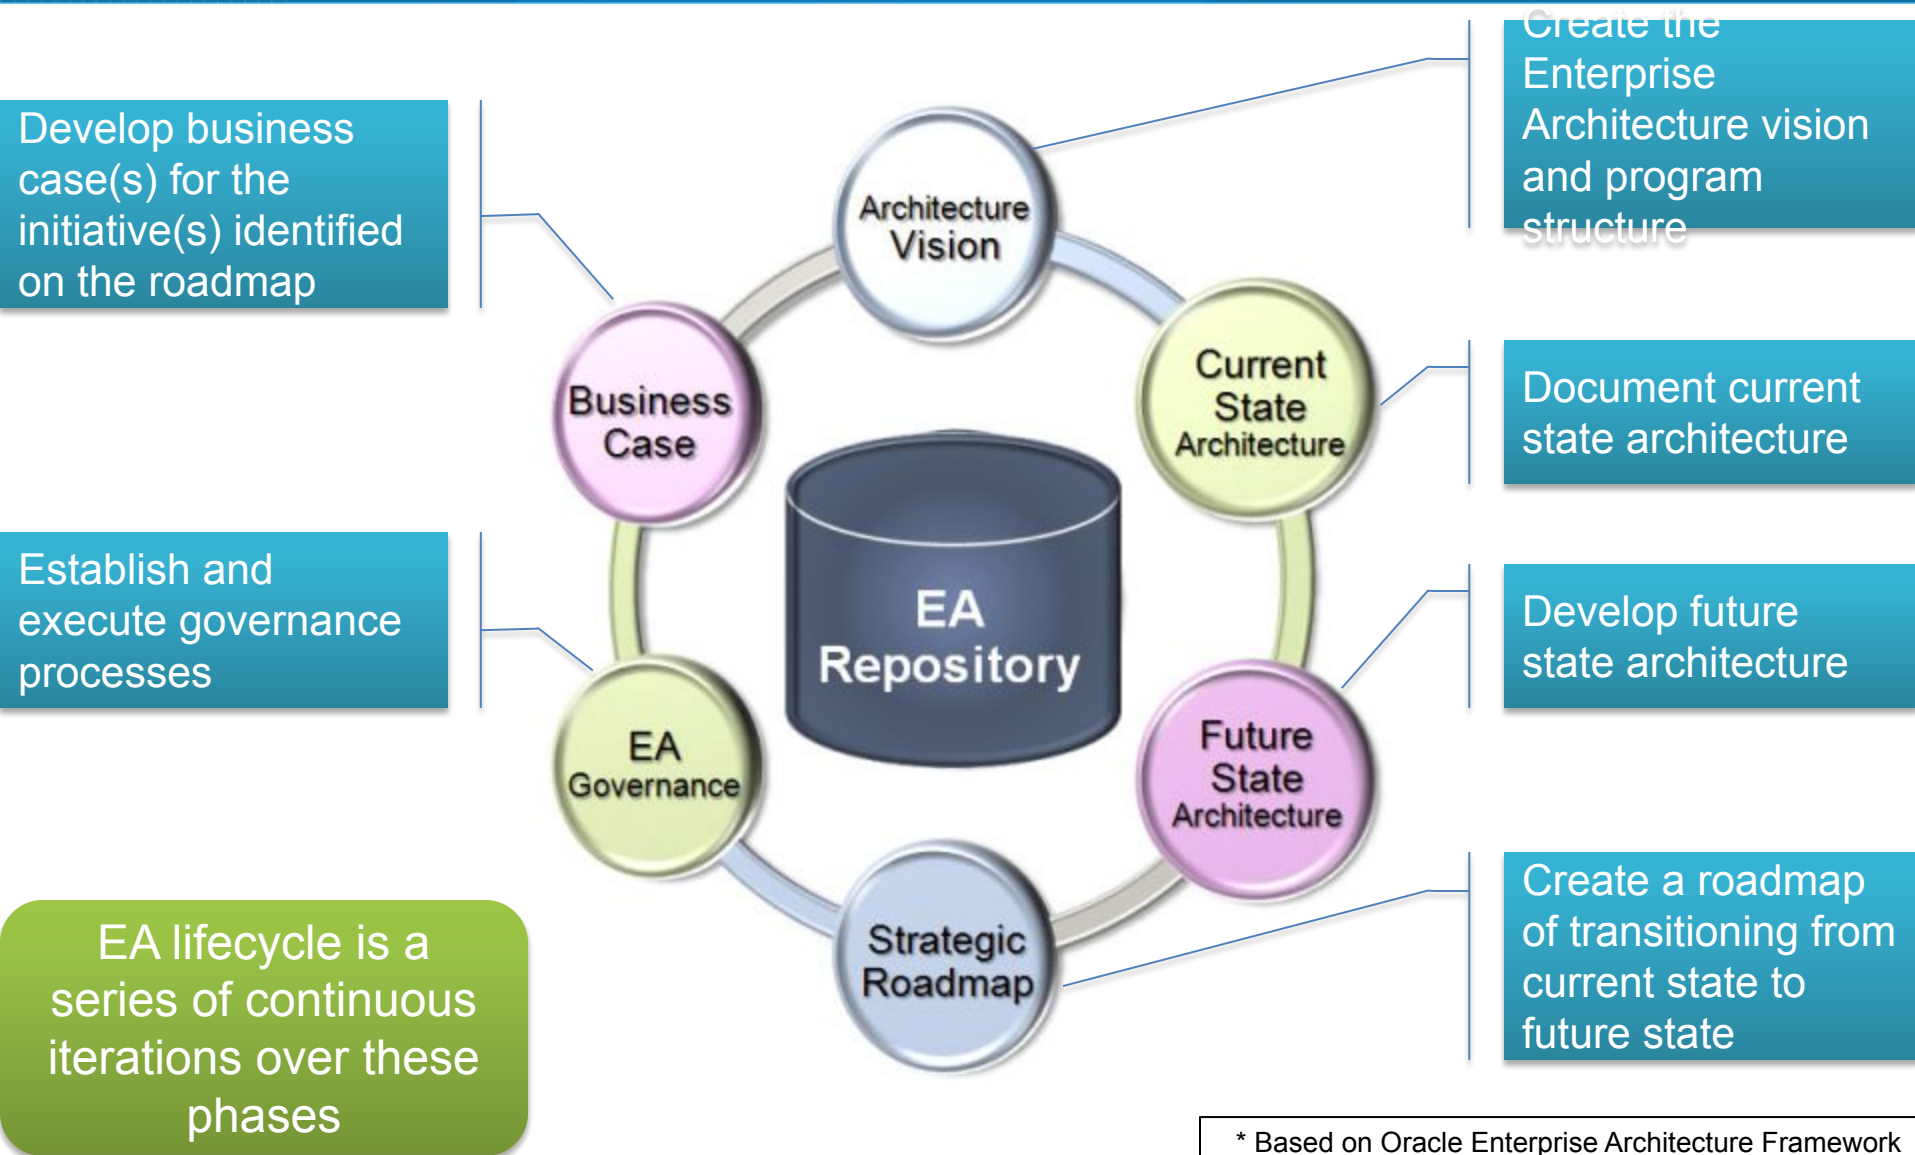 Create the
Enterprise
Architecture vision
and program
structure
Develop business
case(s) for the
initiative(s) identified
on the roadmap
Architecture
Vision
Current
State
Architecture
Document current
state architecture
Business
Case
EA
Repository
Establish and
execute governance
processes
Develop future
state architecture
EA
Governance
Future
State
Architecture
Strategic
Roadmap
Create a roadmap
of transitioning from
current state to
future state
EA lifecycle is a
series of continuous
iterations over these
phases
* Based on Oracle Enterprise Architecture Framework